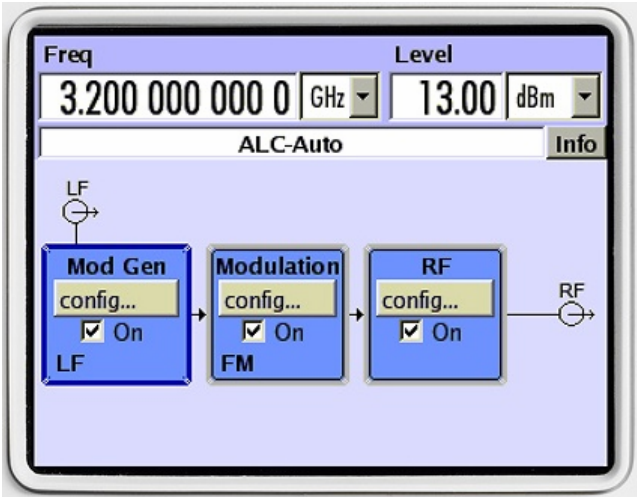 Freq Level
3.200 000 000 0 GHz 13.00 dBm
ALC-Auto Info
LF
Mod Gen Modulation RF
config... config... config... RF
On On On
LF FM